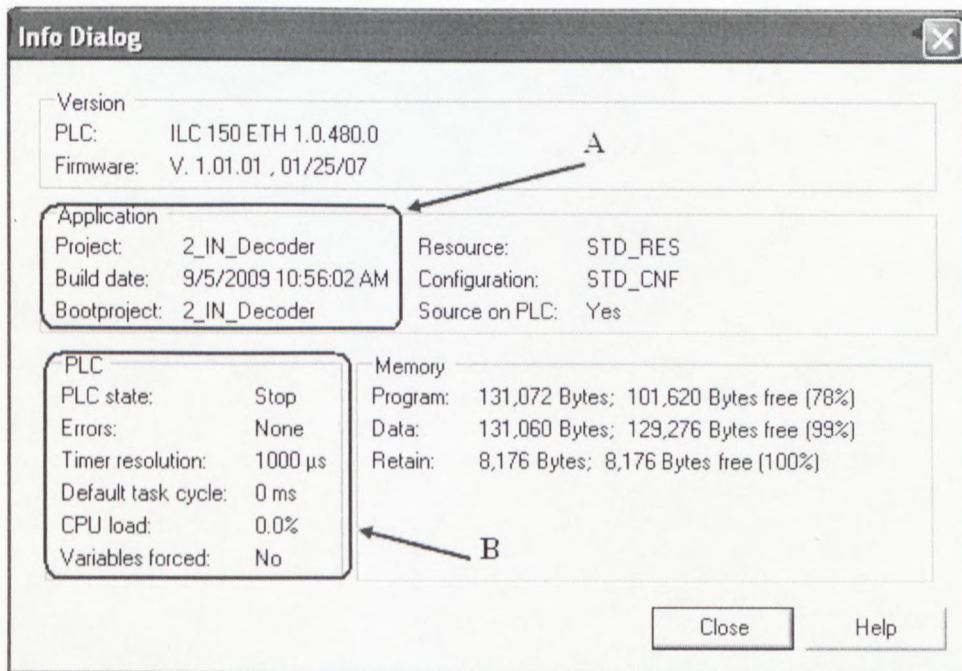 Info Dialog
Version
PLC: ILC 150 ETH 1.0.480.0
Firmware: V. 1.01.01 , 01/25/07
A
Application
Project: 2_IN_Decoder
Build date: 9/5/2009 10:56:02 AM
Bootproject: 2_IN_Decoder
Resource: STD_RES
Configuration: STD_CNF
Source on PLC: Yes
PLC
PLC state: Stop
Errors: None
Timer resolution: 1000 µs
Default task cycle: 0 ms
CPU load: 0.0%
Variables forced: No
B
Memory
Program: 131,072 Bytes; 101,620 Bytes free (78%)
Data: 131,060 Bytes; 129,276 Bytes free (99%)
Retain: 8,176 Bytes; 8,176 Bytes free (100%)
Close
Help